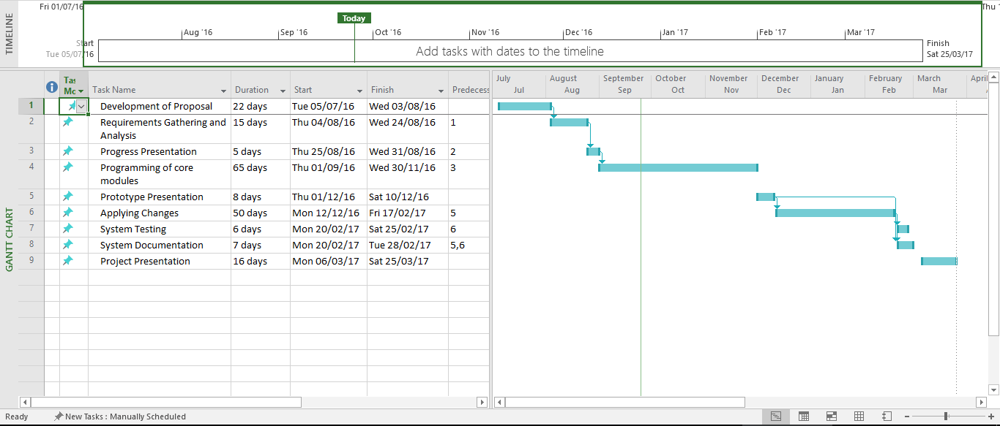 TIMELINE
Fri 01/07/16
Thu 1
Today
Aug '16 Sep '16 Oct '16 Nov '16 Dec '16 Jan '17 Feb '17 Mar '17
Start
Tue 05/07/16
Add tasks with dates to the timeline
Finish
Sat 25/03/17
GANTT CHART
Tas
Mc Task Name Duration Start Finish Predecess
July August September October November December January February March April
Jul Aug Sep Oct Nov Dec Jan Feb Mar
1 Development of Proposal 22 days Tue 05/07/16 Wed 03/08/16
2 Requirements Gathering and 15 days Thu 04/08/16 Wed 24/08/16 1
Analysis
3 Progress Presentation 5 days Thu 25/08/16 Wed 31/08/16 2
4 Programming of core 65 days Thu 01/09/16 Wed 30/11/16 3
modules
5 Prototype Presentation 8 days Thu 01/12/16 Sat 10/12/16
6 Applying Changes 50 days Mon 12/12/16 Fri 17/02/17 5
7 System Testing 6 days Mon 20/02/17 Sat 25/02/17 6
8 System Documentation 7 days Mon 20/02/17 Tue 28/02/17 5,6
9 Project Presentation 16 days Mon 06/03/17 Sat 25/03/17
Ready New Tasks : Manually Scheduled